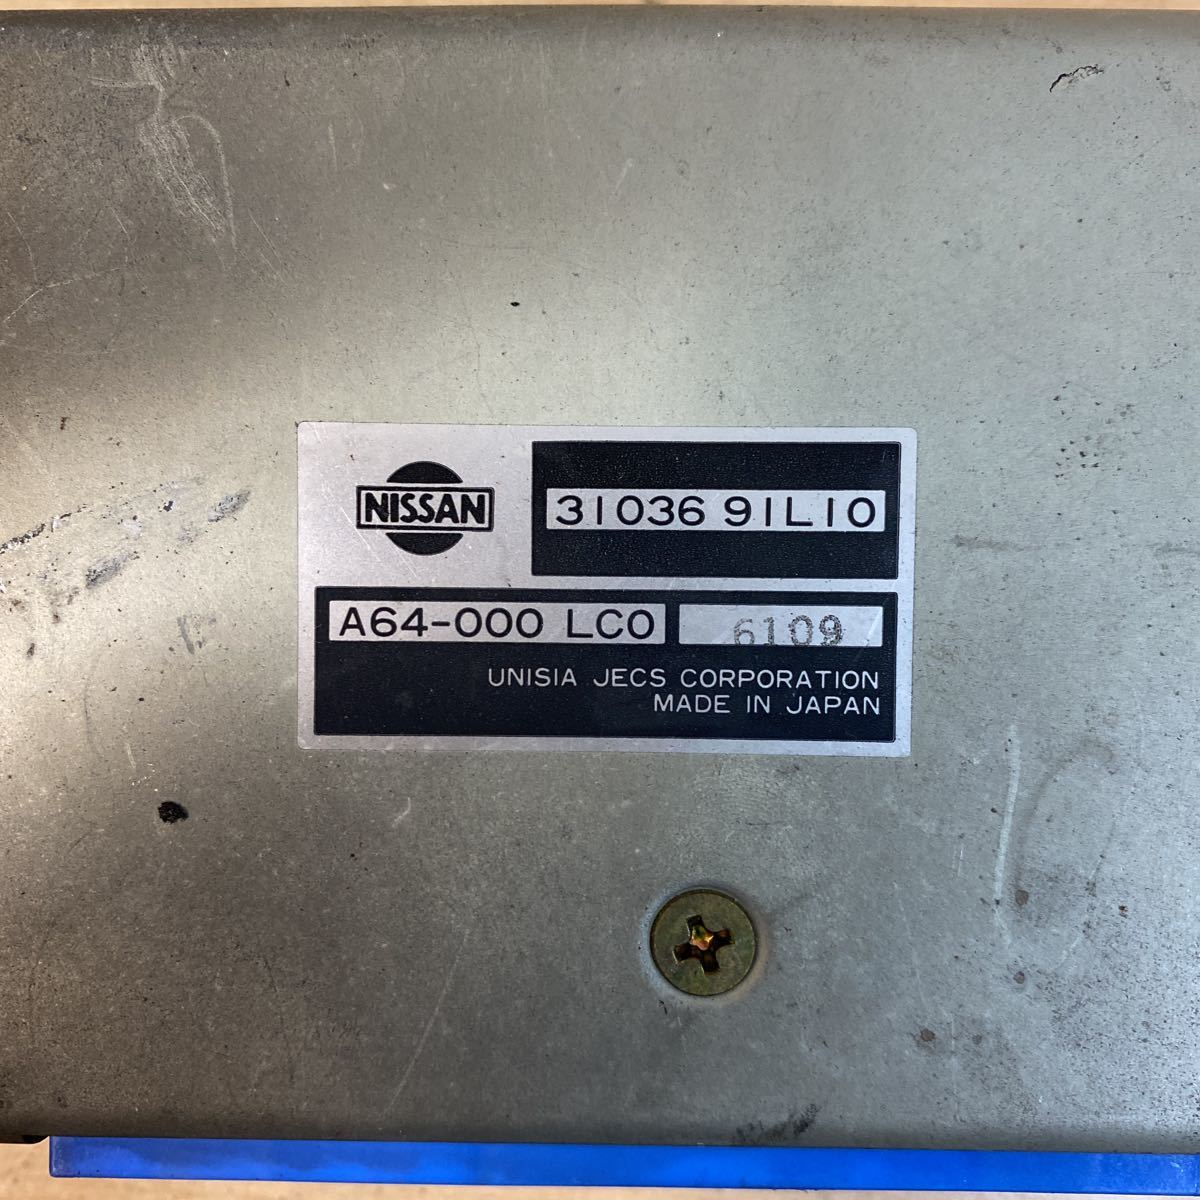 NISSAN
31036 91L10
A64-000 LC0
6109
UNISIA JECS CORPORATION
MADE IN JAPAN